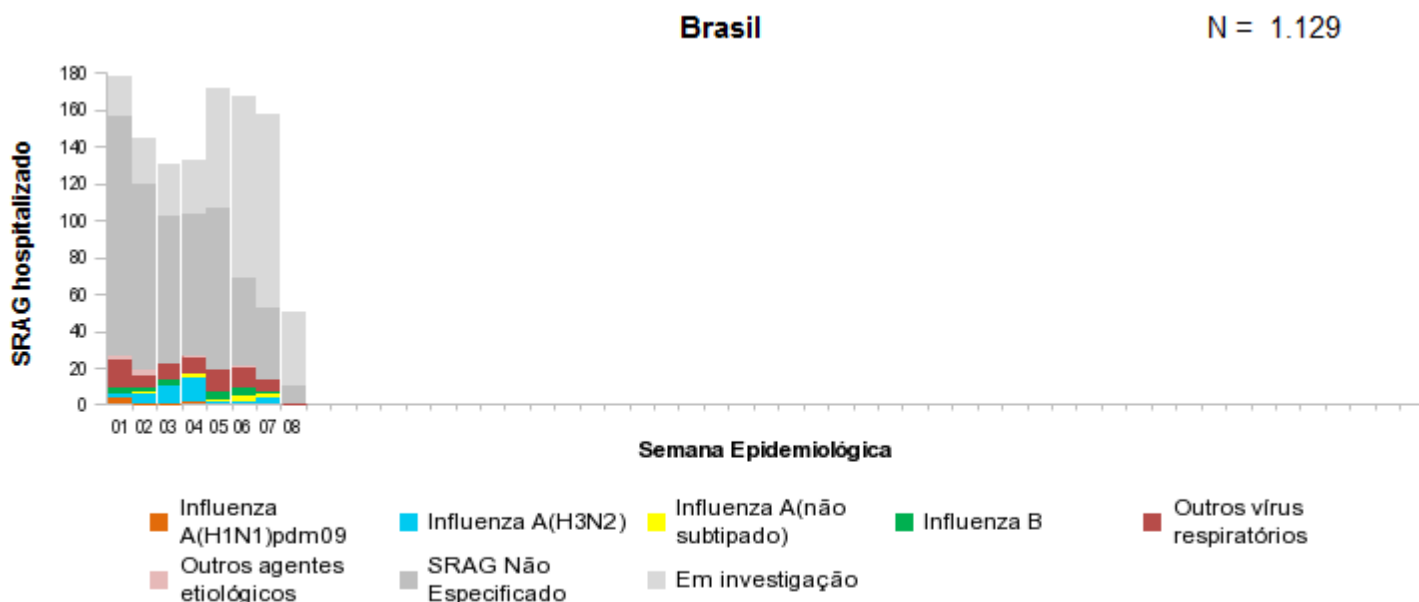 Brasil
N = 1.129
SRAG hospitalizado
180
160
140
120
100
80
60
40
20
0
01 02 03 04 05 06 07 08
Semana Epidemiológica
Influenza
A(H1N1)pdm09
Influenza A(H3N2)
Influenza A(não
subtipado)
Influenza B
Outros vírus
respiratórios
Outros agentes
etiológicos
SRAG Não
Especificado
Em investigação